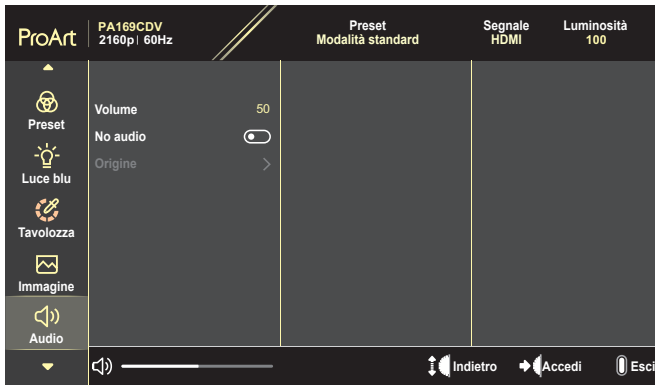 ProArt
PA169CDV
2160p | 60Hz
Preset
Modalità standard
Segnale
HDMI
Luminosità
100
Preset
Luce blu
Tavolozza
Immagine
Audio
Volume 50
No audio
Origine
Indietro Accedi Esci